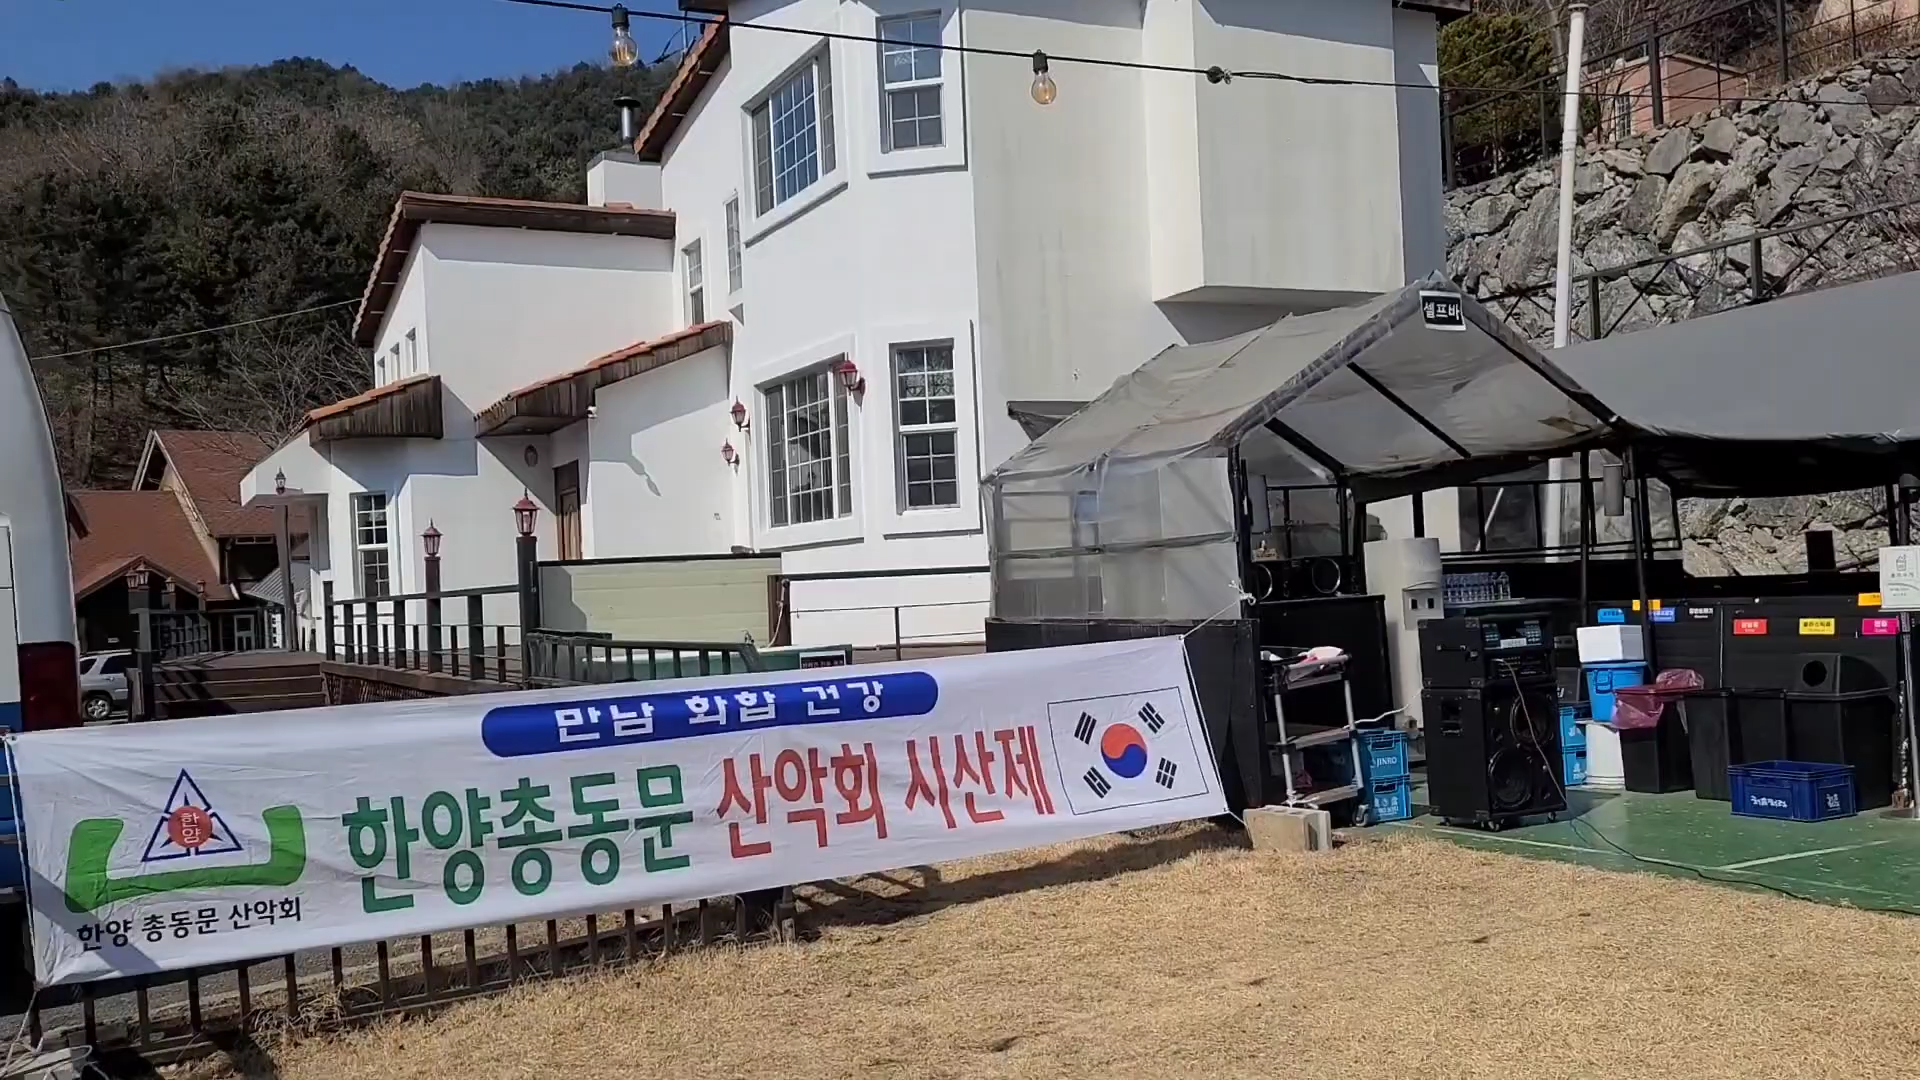 셀프바
만남 화합 건강
한양총동문 산악회 시산제
한양
한양 총동문 산악회
JINRO